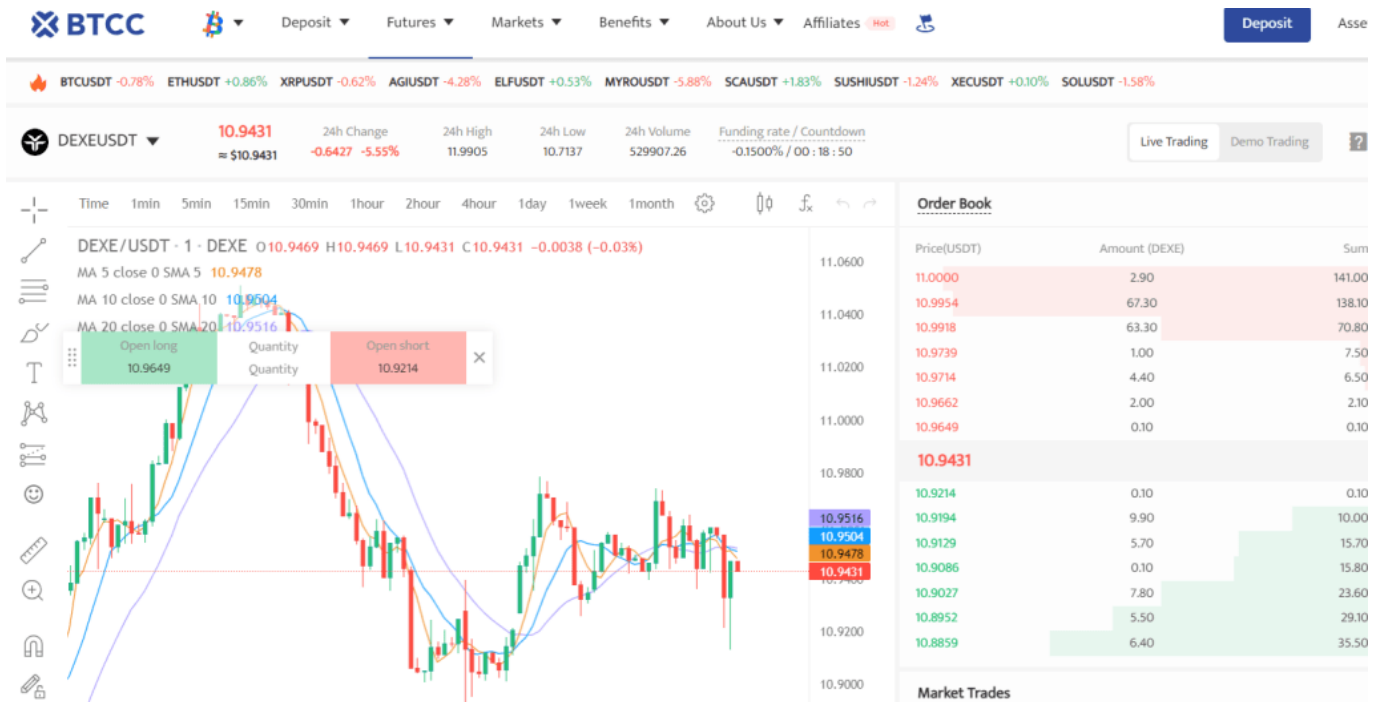 BTCC Deposit Futures Markets Benefits About Us Affiliates Hot Deposit Asse
BTCUSDT -0.78% ETHUSDT +0.86% XRPUSDT -0.62% AGIUSDT -4.28% ELFUSDT +0.53% MYROUSDT -5.88% SCAUSDT +1.83% SUSHIUSDT -1.24% XECUSDT +0.10% SOLUSDT -1.58%
DEXEUSDT 10.9431 24h Change 24h High 24h Low 24h Volume Funding rate / Countdown Live Trading Demo Trading ?
≈ $10.9431 -0.6427 -5.55% 11.9905 10.7137 529907.26 -0.1500% / 00 : 18 : 50
Time 1min 5min 15min 30min 1hour 2hour 4hour 1day 1week 1month fx
DEXE/USDT · 1 · DEXE O10.9469 H10.9469 L10.9431 C10.9431 -0.0038 (-0.03%)
MA 5 close 0 SMA 5 10.9478
MA 10 close 0 SMA 10 10.9504
MA 20 close 0 SMA 20 10.9516
Open long Quantity Open short
10.9649 Quantity 10.9214
T
11.0600
11.0400
11.0200
11.0000
10.9800
10.9516
10.9504
10.9478
10.9431
10.9400
10.9200
10.9000
Order Book
Price(USDT) Amount (DEXE) Sum
11.0000 2.90 141.00
10.9954 67.30 138.10
10.9918 63.30 70.80
10.9739 1.00 7.50
10.9714 4.40 6.50
10.9662 2.00 2.10
10.9649 0.10 0.10
10.9431
10.9214 0.10 0.10
10.9194 9.90 10.00
10.9129 5.70 15.70
10.9086 0.10 15.80
10.9027 7.80 23.60
10.8952 5.50 29.10
10.8859 6.40 35.50
Market Trades